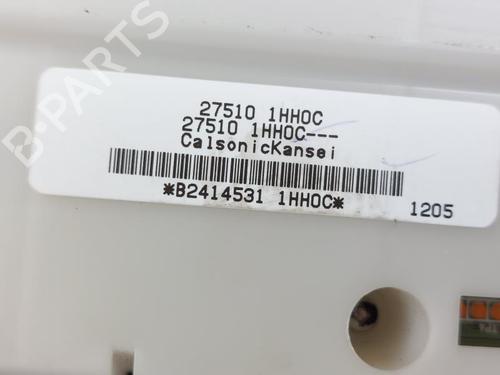 B-PARTS
27510 1HH0C
27510 1HH0C---
CalsonicKansei
*B2414531 1HH0C*
1205